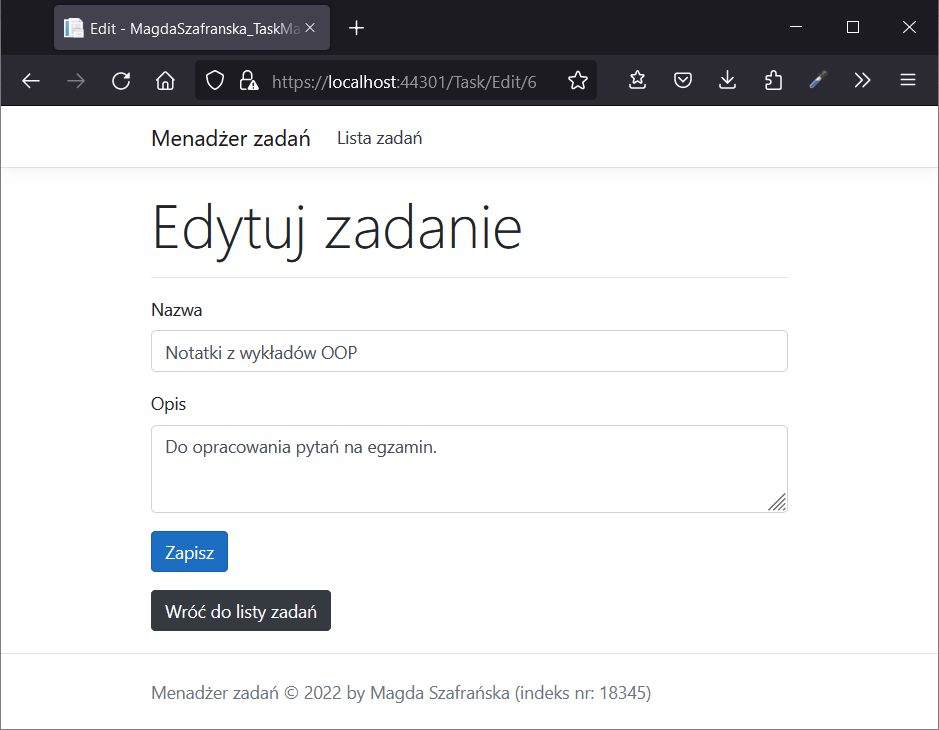 Edit - MagdaSzafranska_TaskMa
https://localhost:44301/Task/Edit/6
Menadżer zadań Lista zadań
Edytuj zadanie
Nazwa
Notatki z wykładów OOP
Opis
Do opracowania pytań na egzamin.
Zapisz
Wróć do listy zadań
Menadżer zadań © 2022 by Magda Szafrańska (indeks nr: 18345)